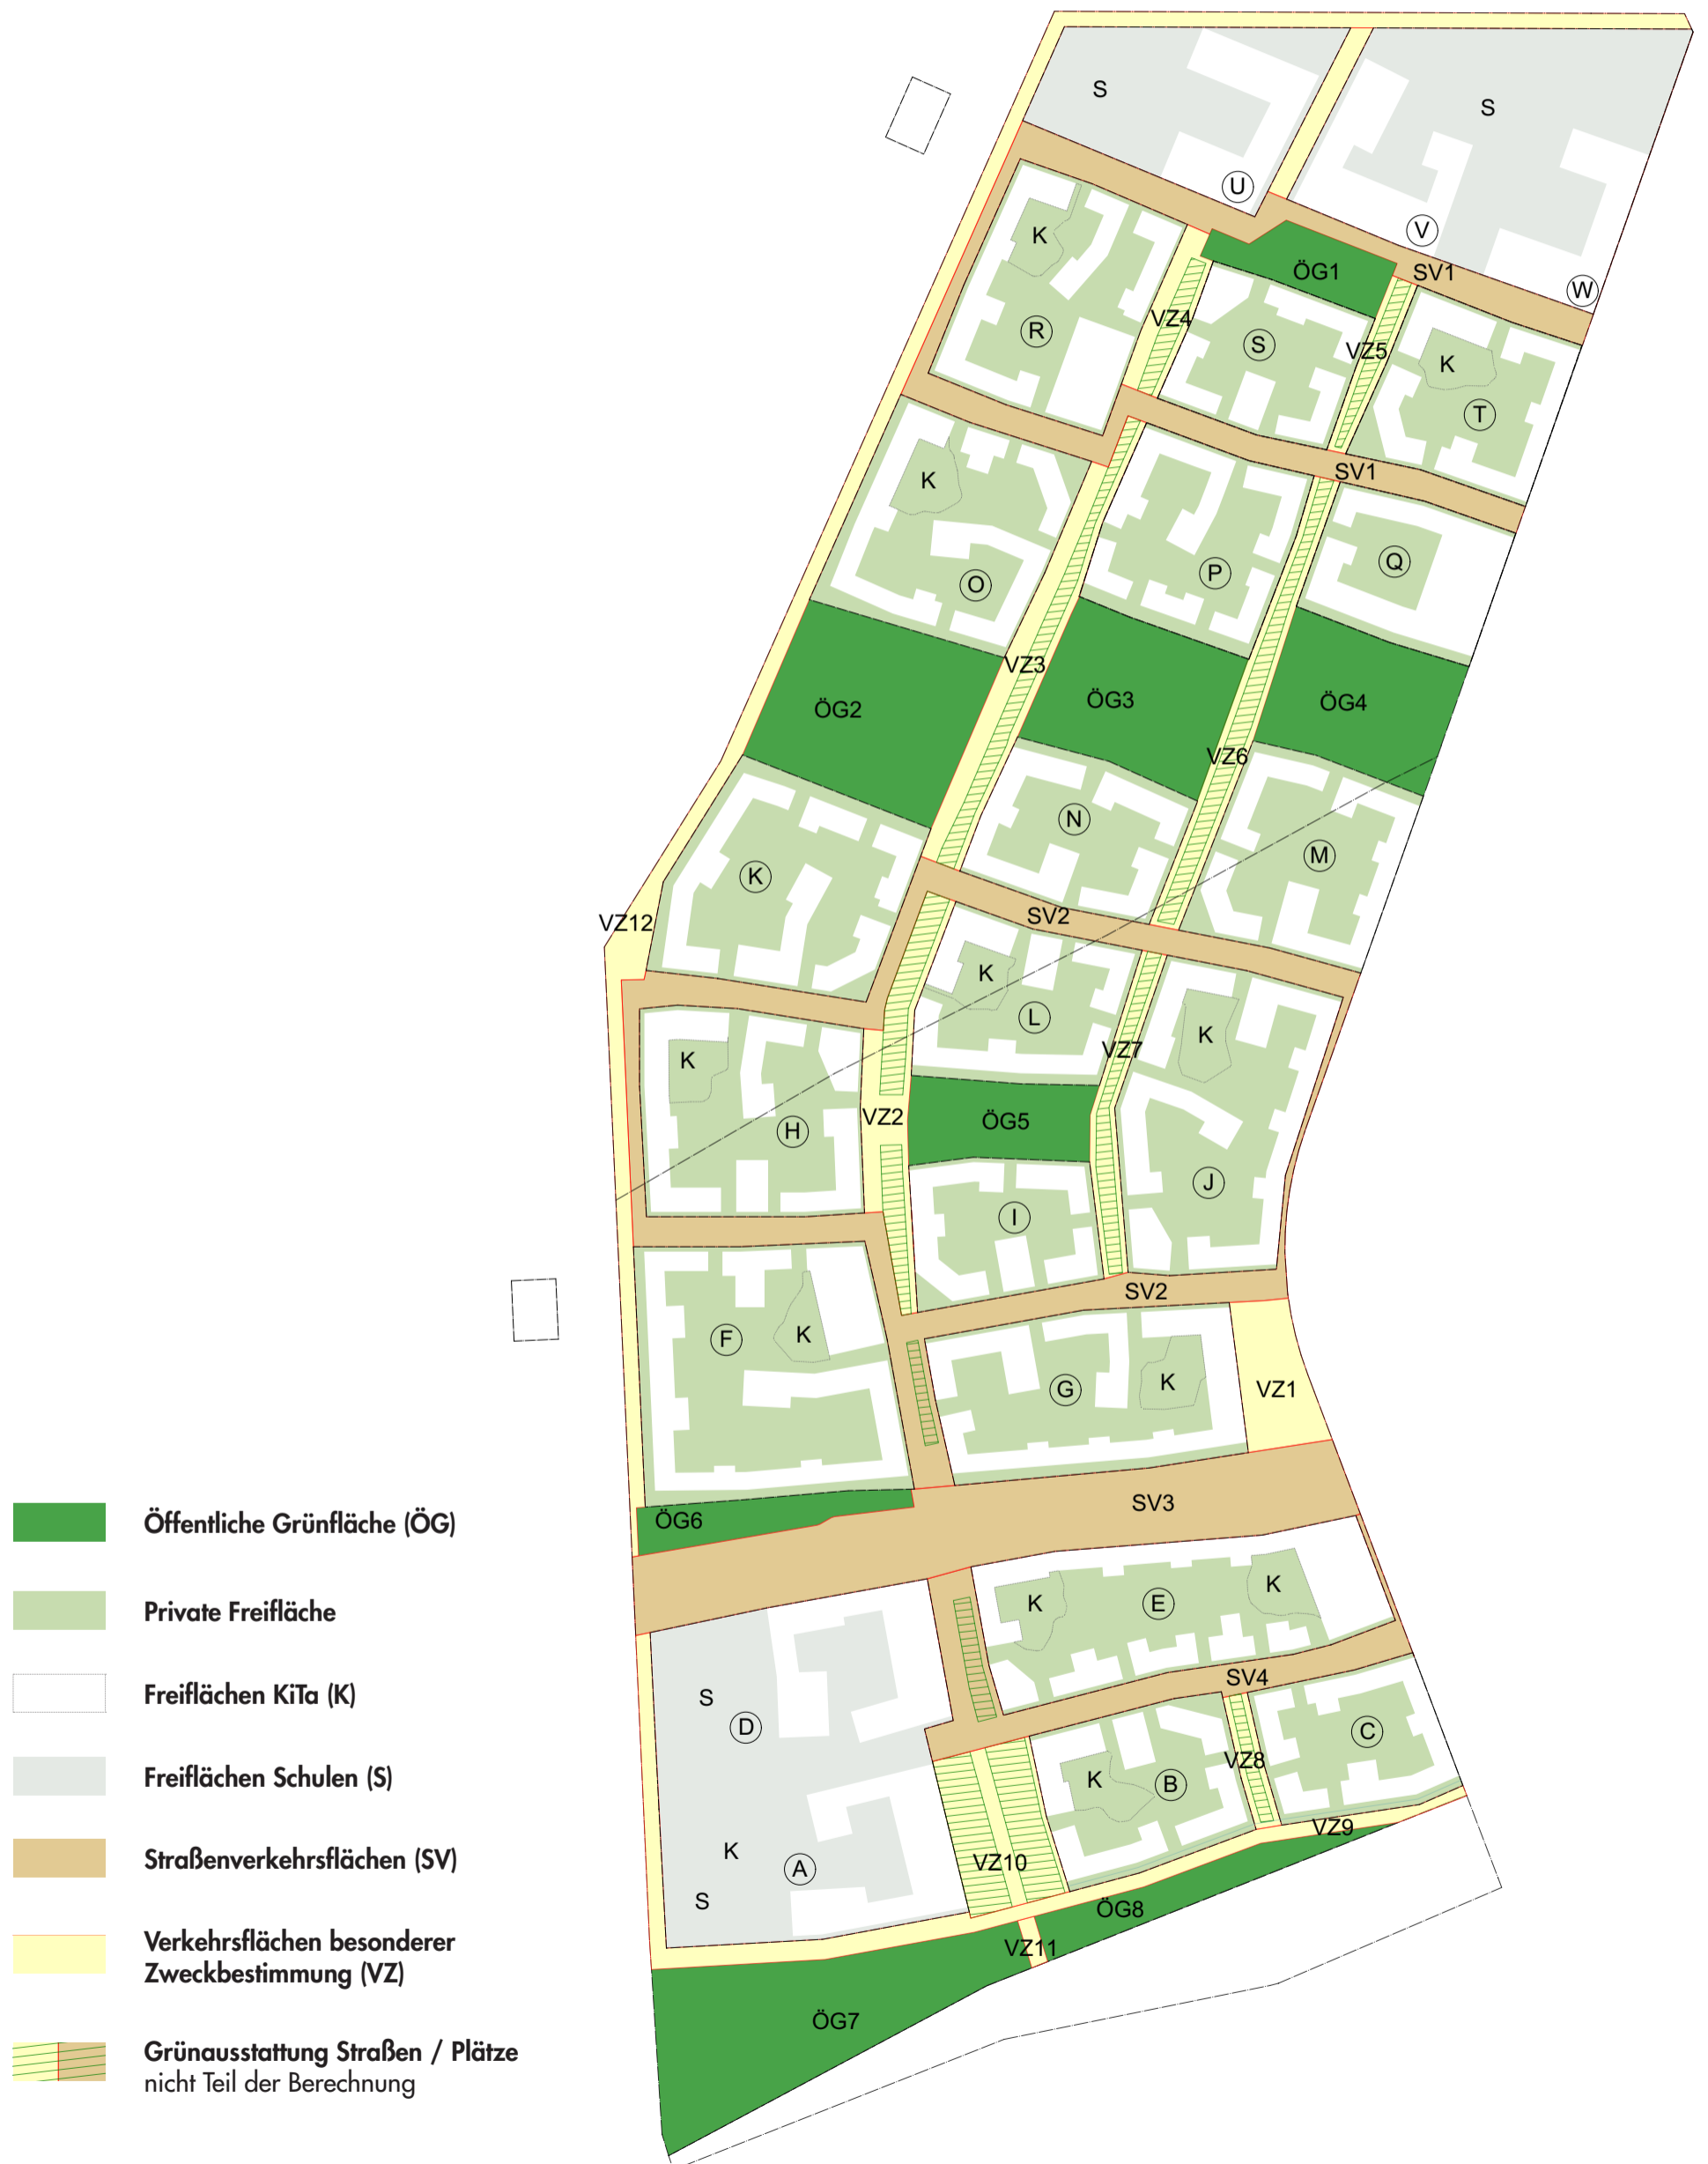 S
S
U
K
V
ÖG1
SV1
W
VZ4
R
S
VZ5
K
T
SV1
K
Q
P
O
VZ3
ÖG3
ÖG4
ÖG2
VZ6
N
M
K
SV2
VZ12
K
L
K
VZ7
K
VZ2
ÖG5
H
J
I
SV2
K
F
K
G
VZ1
SV3
ÖG6
K
K
E
SV4
S
D
C
VZ8
K
B
VZ9
K
VZ10
A
S
ÖG8
VZ11
ÖG7
Öffentliche Grünfläche (ÖG)
Private Freifläche
Freiflächen KiTa (K)
Freiflächen Schulen (S)
Straßenverkehrsflächen (SV)
Verkehrsflächen besonderer
Zweckbestimmung (VZ)
Grünausstattung Straßen / Plätze
nicht Teil der Berechnung